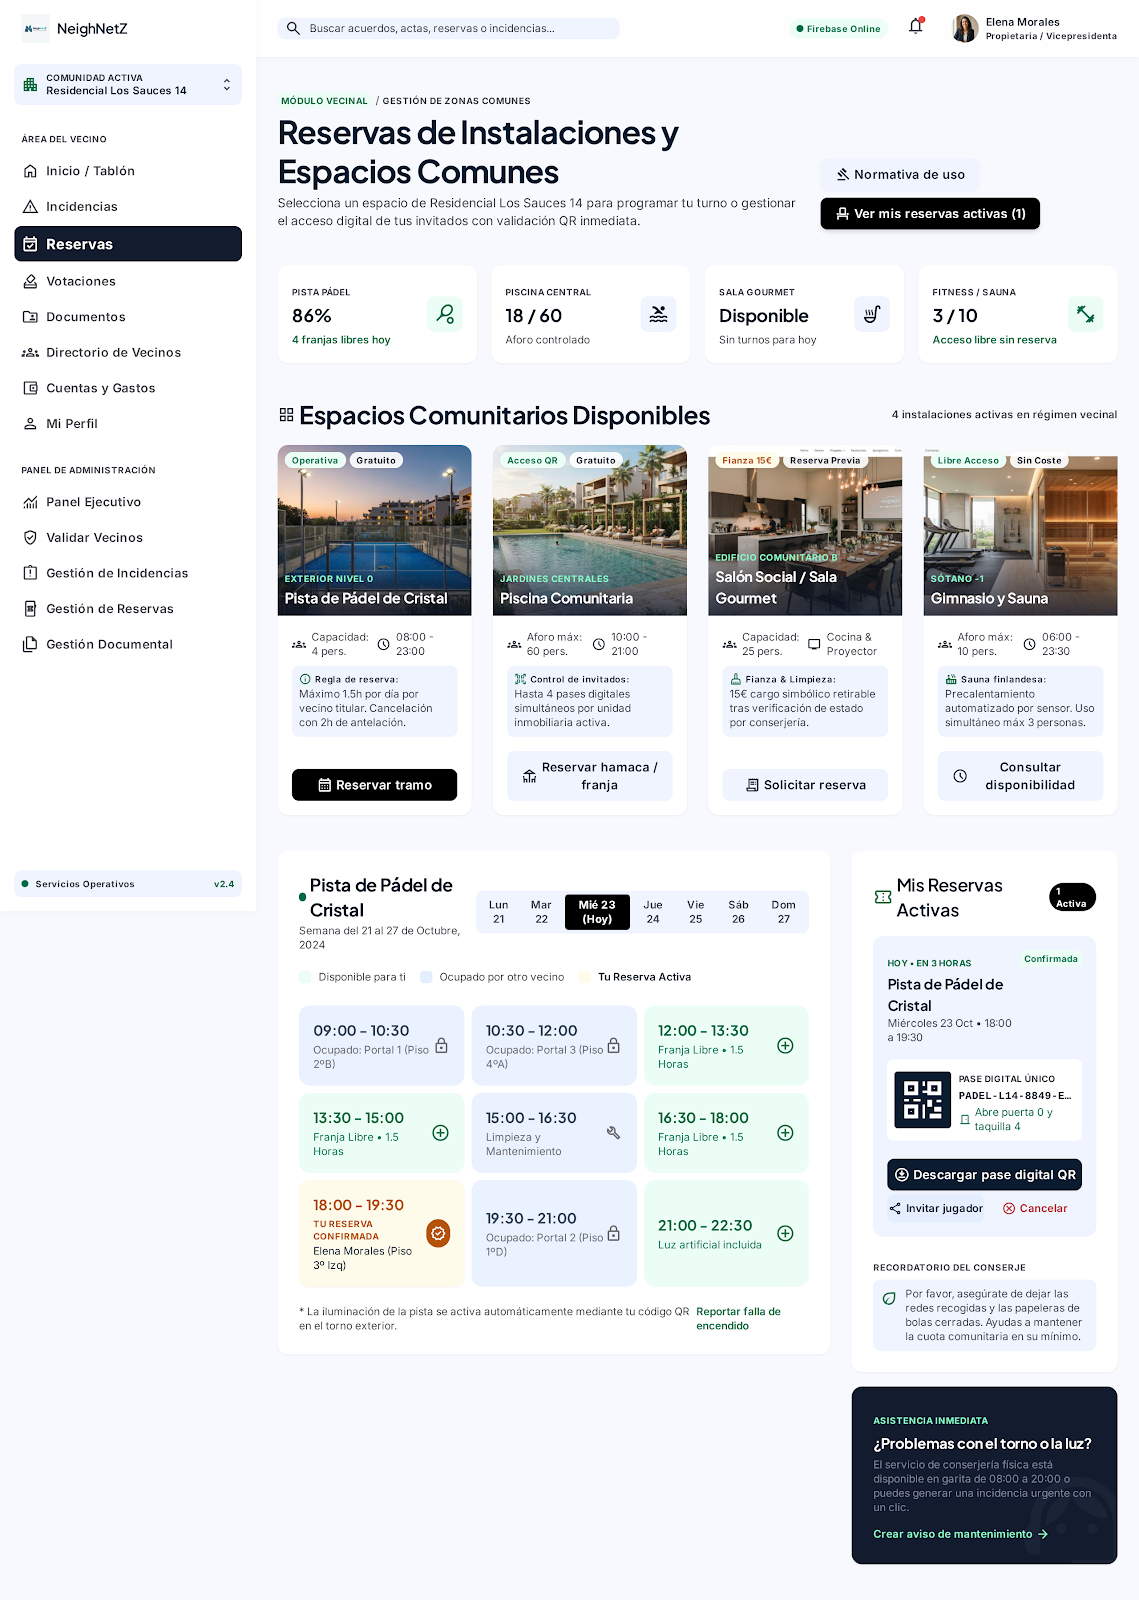 NeighNetZ
Buscar acuerdos, actas, reservas o incidencias...
Firebase Online
Elena Morales
Propietaria / Vicepresidenta
COMUNIDAD ACTIVA
Residencial Los Sauces 14
ÁREA DEL VECINO
Inicio / Tablón
Incidencias
Reservas
Votaciones
Documentos
Directorio de Vecinos
Cuentas y Gastos
Mi Perfil
PANEL DE ADMINISTRACIÓN
Panel Ejecutivo
Validar Vecinos
Gestión de Incidencias
Gestión de Reservas
Gestión Documental
Servicios Operativos v2.4
MÓDULO VECINAL / GESTIÓN DE ZONAS COMUNES
Reservas de Instalaciones y
Espacios Comunes
Selecciona un espacio de Residencial Los Sauces 14 para programar tu turno o gestionar
el acceso digital de tus invitados con validación QR inmediata.
Normativa de uso
Ver mis reservas activas (1)
PISTA PÁDEL
86%
4 franjas libres hoy
PISCINA CENTRAL
18 / 60
Aforo controlado
SALA GOURMET
Disponible
Sin turnos para hoy
FITNESS / SAUNA
3 / 10
Acceso libre sin reserva
Espacios Comunitarios Disponibles
4 instalaciones activas en régimen vecinal
Operativa Gratuito
EXTERIOR NIVEL 0
Pista de Pádel de Cristal
Capacidad:
4 pers.
08:00 -
23:00
Regla de reserva:
Máximo 1.5h por día por
vecino titular. Cancelación
con 2h de antelación.
Reservar tramo
Acceso QR Gratuito
JARDINES CENTRALES
Piscina Comunitaria
Aforo máx:
60 pers.
10:00 -
21:00
Control de invitados:
Hasta 4 pases digitales
simultáneos por unidad
inmobiliaria activa.
Reservar hamaca /
franja
Fianza 15€ Reserva Previa
EDIFICIO COMUNITARIO B
Salón Social / Sala
Gourmet
Capacidad:
25 pers.
Cocina &
Proyector
Fianza & Limpieza:
15€ cargo simbólico retirable
tras verificación de estado
por conserjería.
Solicitar reserva
Libre Acceso Sin Coste
SÓTANO -1
Gimnasio y Sauna
Aforo máx:
10 pers.
06:00 -
23:30
Sauna finlandesa:
Precalentamiento
automatizado por sensor. Uso
simultáneo máx 3 personas.
Consultar
disponibilidad
Pista de Pádel de
Cristal
Semana del 21 al 27 de Octubre,
2024
Lun
21
Mar
22
Mié 23
(Hoy)
Jue
24
Vie
25
Sáb
26
Dom
27
Disponible para ti
Ocupado por otro vecino
Tu Reserva Activa
09:00 - 10:30
Ocupado: Portal 1 (Piso
2ºB)
10:30 - 12:00
Ocupado: Portal 3 (Piso
4ºA)
12:00 - 13:30
Franja Libre • 1.5
Horas
13:30 - 15:00
Franja Libre • 1.5
Horas
15:00 - 16:30
Limpieza y
Mantenimiento
16:30 - 18:00
Franja Libre • 1.5
Horas
18:00 - 19:30
TU RESERVA
CONFIRMADA
Elena Morales (Piso
3º Izq)
19:30 - 21:00
Ocupado: Portal 2 (Piso
1ºD)
21:00 - 22:30
Luz artificial incluida
* La iluminación de la pista se activa automáticamente mediante tu código QR
en el torno exterior.
Reportar falla de
encendido
Mis Reservas
Activas
1
Activa
HOY • EN 3 HORAS
Confirmada
Pista de Pádel de
Cristal
Miércoles 23 Oct • 18:00
a 19:30
PASE DIGITAL ÚNICO
PADEL-L14-8849-E…
Abre puerta 0 y
taquilla 4
Descargar pase digital QR
Invitar jugador
Cancelar
RECORDATORIO DEL CONSERJE
Por favor, asegúrate de dejar las
redes recogidas y las papeleras de
bolas cerradas. Ayudas a mantener
la cuota comunitaria en su mínimo.
ASISTENCIA INMEDIATA
¿Problemas con el torno o la luz?
El servicio de conserjería física está
disponible en garita de 08:00 a 20:00 o
puedes generar una incidencia urgente con
un clic.
Crear aviso de mantenimiento →